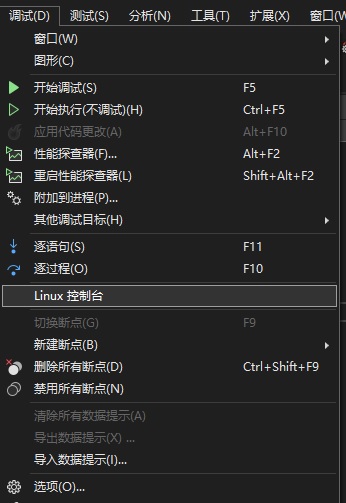 调试(D) 测试(S) 分析(N) 工具(T) 扩展(X) 窗口(W
窗口(W)
图形(C)
开始调试(S) F5
开始执行(不调试)(H) Ctrl+F5
应用代码更改(A) Alt+F10
性能探查器(F)... Alt+F2
重启性能探查器(L) Shift+Alt+F2
附加到进程(P)...
其他调试目标(H)
逐语句(S) F11
逐过程(O) F10
Linux 控制台
切换断点(G) F9
新建断点(B)
删除所有断点(D) Ctrl+Shift+F9
禁用所有断点(N)
清除所有数据提示(A)
导出数据提示(X) ...
导入数据提示(I)...
选项(O)...